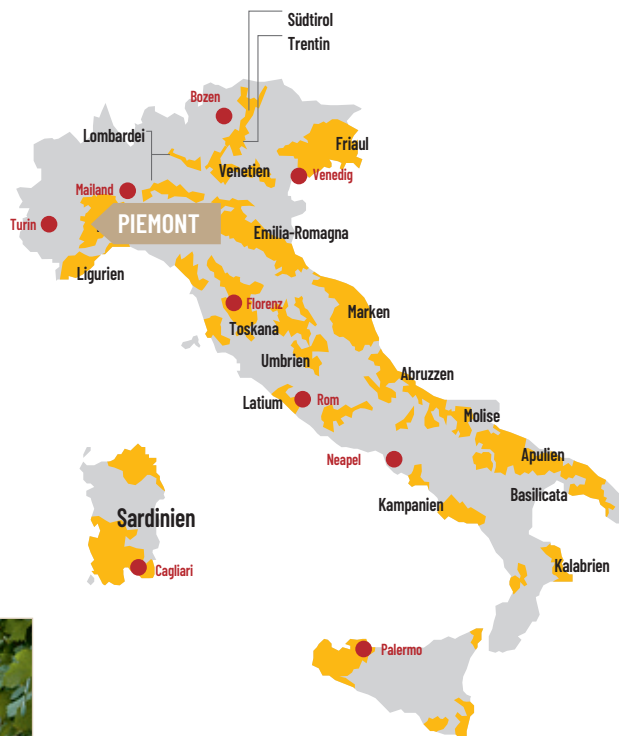 Südtirol
Trentin
Bozen
Lombardei
Friaul
Venetien
Venedig
Mailand
Turin
PIEMONT
Emilia-Romagna
Ligurien
Florenz
Marken
Toskana
Umbrien
Abruzzen
Latium
Rom
Molise
Neapel
Apulien
Basilicata
Kampanien
Sardinien
Kalabrien
Cagliari
Palermo